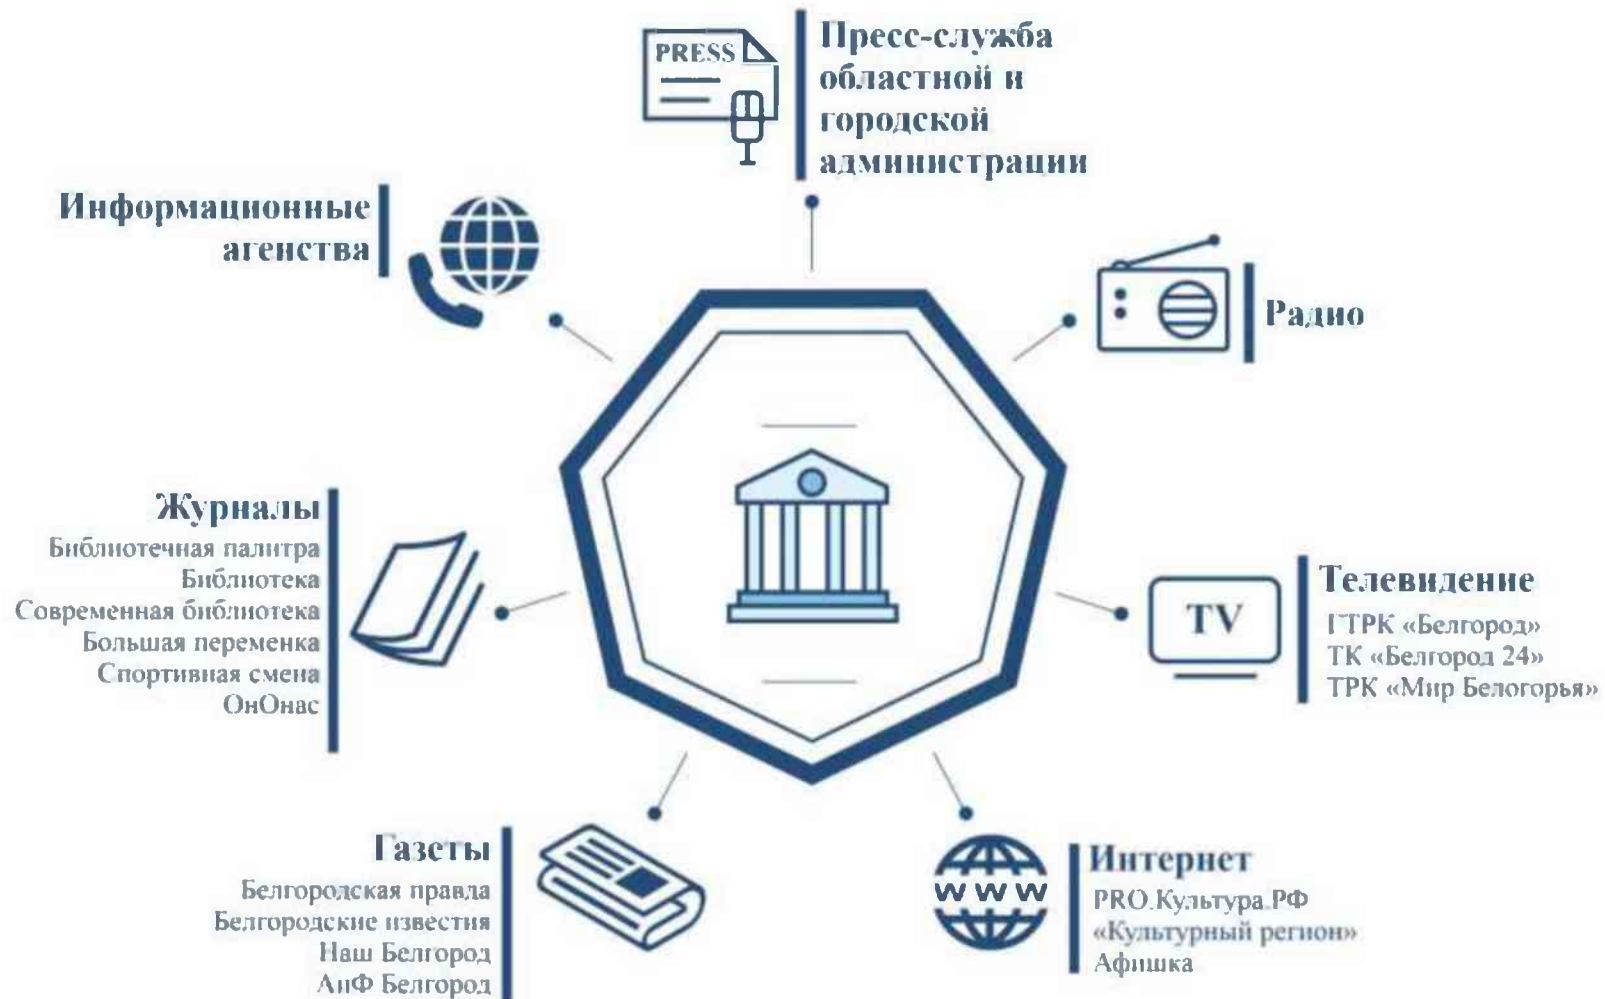 PRESS
Пресс-служба
областной и
городской
администрации
Информационные
агенства
Радио
Журналы
Библиотечная палитра
Библиотека
Современная библиотека
Большая переменка
Спортивная смена
ОнОнас
TV
Телевидение
ГТРК «Белгород»
ТК «Белгород 24»
ТРК «Мир Белогорья»
Газеты
Белгородская правда
Белгородские известия
Наш Белгород
АиФ Белгород
W W W
Интернет
PRO.Культура.РФ
«Культурный регион»
Афишка